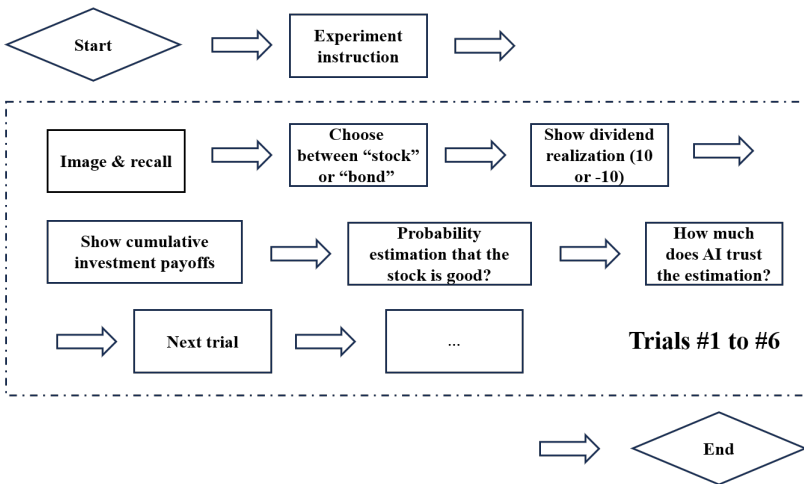 Start
Experiment
instruction
Image & recall
Choose
between “stock”
or “bond”
Show dividend
realization (10
or -10)
Show cumulative
investment payoffs
Probability
estimation that the
stock is good?
How much
does AI trust
the estimation?
Next trial
...
Trials #1 to #6
End